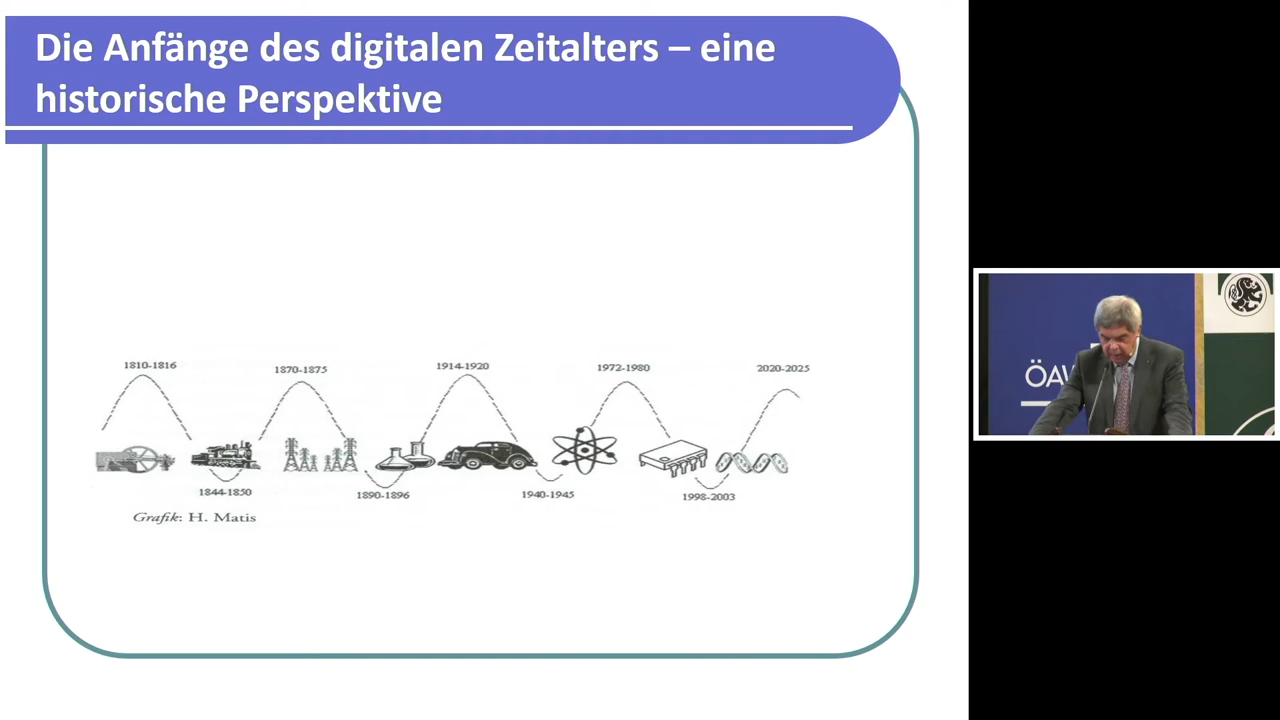 Die Anfänge des digitalen Zeitalters – eine
historische Perspektive
1810-1816
1870-1875
1914-1920
1972-1980
2020-2025
1844-1850
1890-1896
1940-1945
1998-2003
Grafik: H. Matis
ÖAW